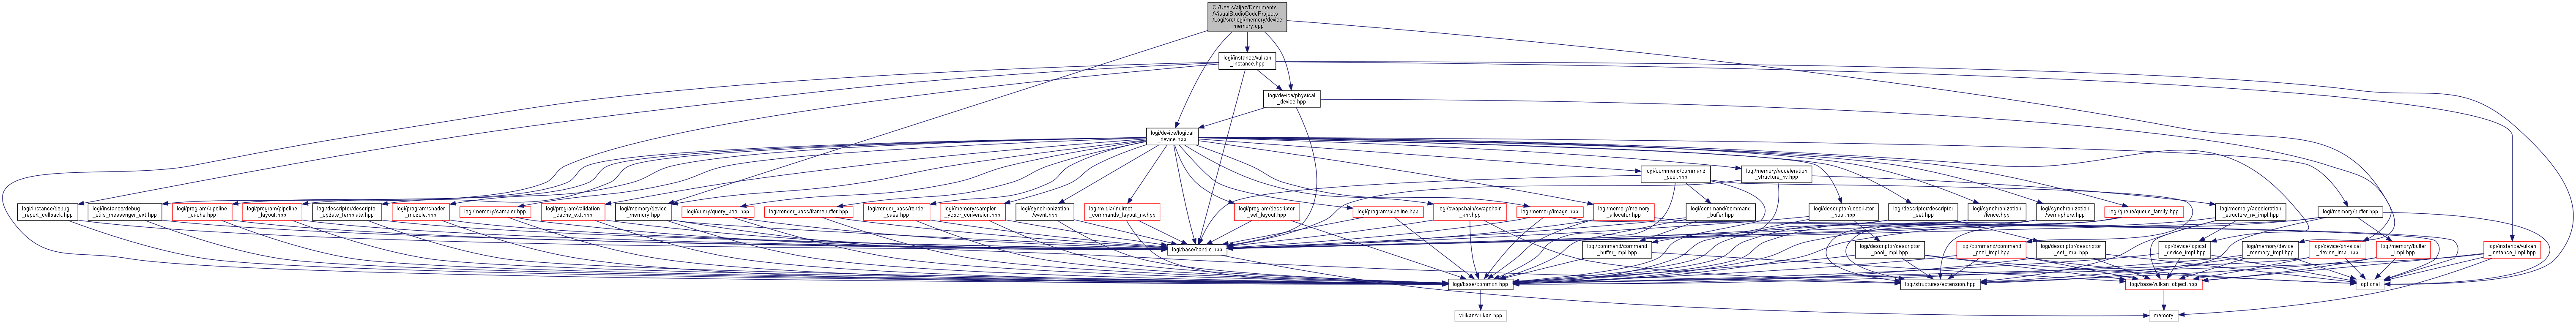 C:/Users/aljaz/Documents
/VisualStudioCodeProjects
/Logi/src/logi/memory/device
_memory.cpp
logi/instance/vulkan
_instance.hpp
logi/device/physical
_device.hpp
logi/device/logical
_device.hpp
logi/command/command
_pool.hpp
logi/memory/acceleration
_structure_nv.hpp
logi/instance/debug
_report_callback.hpp
logi/instance/debug
_utils_messenger_ext.hpp
logi/program/pipeline
_cache.hpp
logi/program/pipeline
_layout.hpp
logi/descriptor/descriptor
_update_template.hpp
logi/program/shader
_module.hpp
logi/memory/sampler.hpp
logi/program/validation
_cache_ext.hpp
logi/memory/device
_memory.hpp
logi/query/query_pool.hpp
logi/render_pass/framebuffer.hpp
logi/render_pass/render
_pass.hpp
logi/memory/sampler
_ycbcr_conversion.hpp
logi/synchronization
/event.hpp
logi/nvidia/indirect
_commands_layout_nv.hpp
logi/program/descriptor
_set_layout.hpp
logi/program/pipeline.hpp
logi/swapchain/swapchain
_khr.hpp
logi/memory/image.hpp
logi/memory/memory
_allocator.hpp
logi/command/command
_buffer.hpp
logi/descriptor/descriptor
_pool.hpp
logi/descriptor/descriptor
_set.hpp
logi/synchronization
/fence.hpp
logi/synchronization
/semaphore.hpp
logi/queue/queue_family.hpp
logi/memory/acceleration
_structure_nv_impl.hpp
logi/memory/buffer.hpp
logi/base/handle.hpp
logi/command/command
_buffer_impl.hpp
logi/descriptor/descriptor
_pool_impl.hpp
logi/command/command
_pool_impl.hpp
logi/descriptor/descriptor
_set_impl.hpp
logi/device/logical
_device_impl.hpp
logi/memory/device
_memory_impl.hpp
logi/device/physical
_device_impl.hpp
logi/memory/buffer
_impl.hpp
logi/instance/vulkan
_instance_impl.hpp
logi/base/common.hpp
logi/structures/extension.hpp
logi/base/vulkan_object.hpp
optional
vulkan/vulkan.hpp
memory